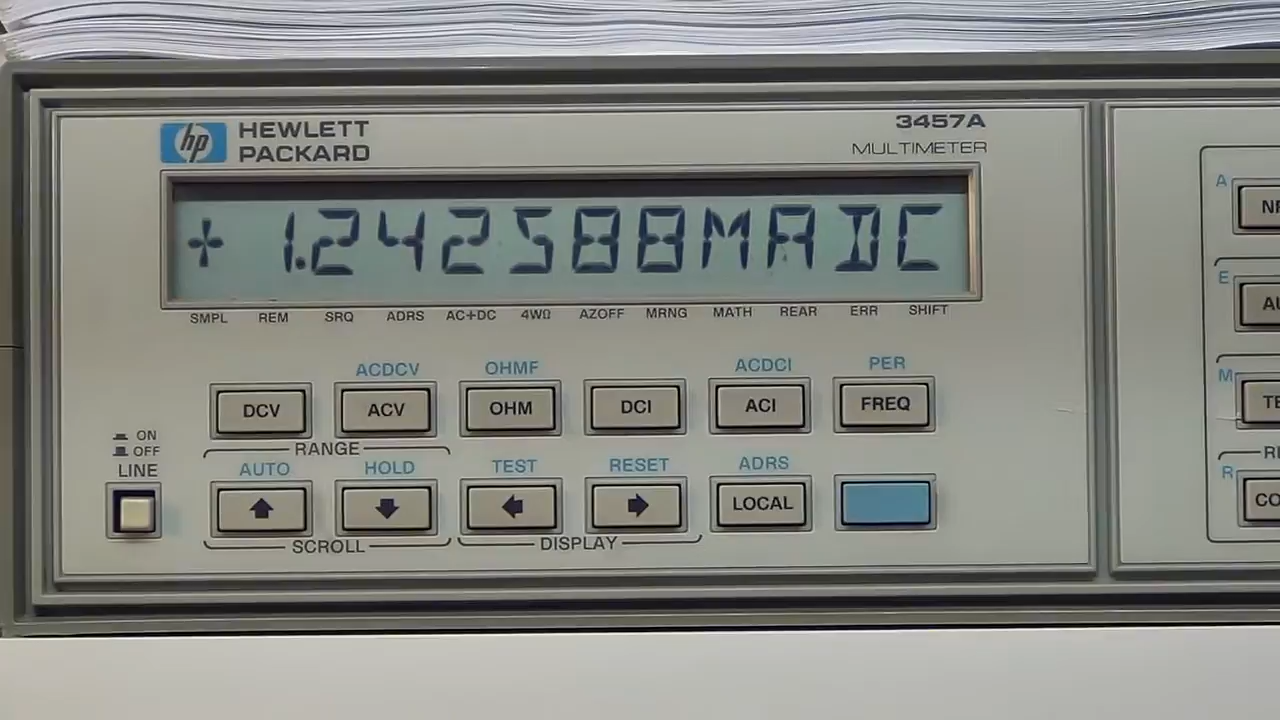 hp HEWLETT PACKARD
3457A
MULTIMETER
+ 1.242588MADC
SMPL REM SRQ ADRS AC+DC 4WΩ AZOFF MRNG MATH REAR ERR SHIFT
ACDCV OHMF ACDCI PER
DCV ACV OHM DCI ACI FREQ
ON
OFF
LINE
RANGE
AUTO HOLD TEST RESET ADRS
LOCAL
SCROLL DISPLAY
A
E
M
R